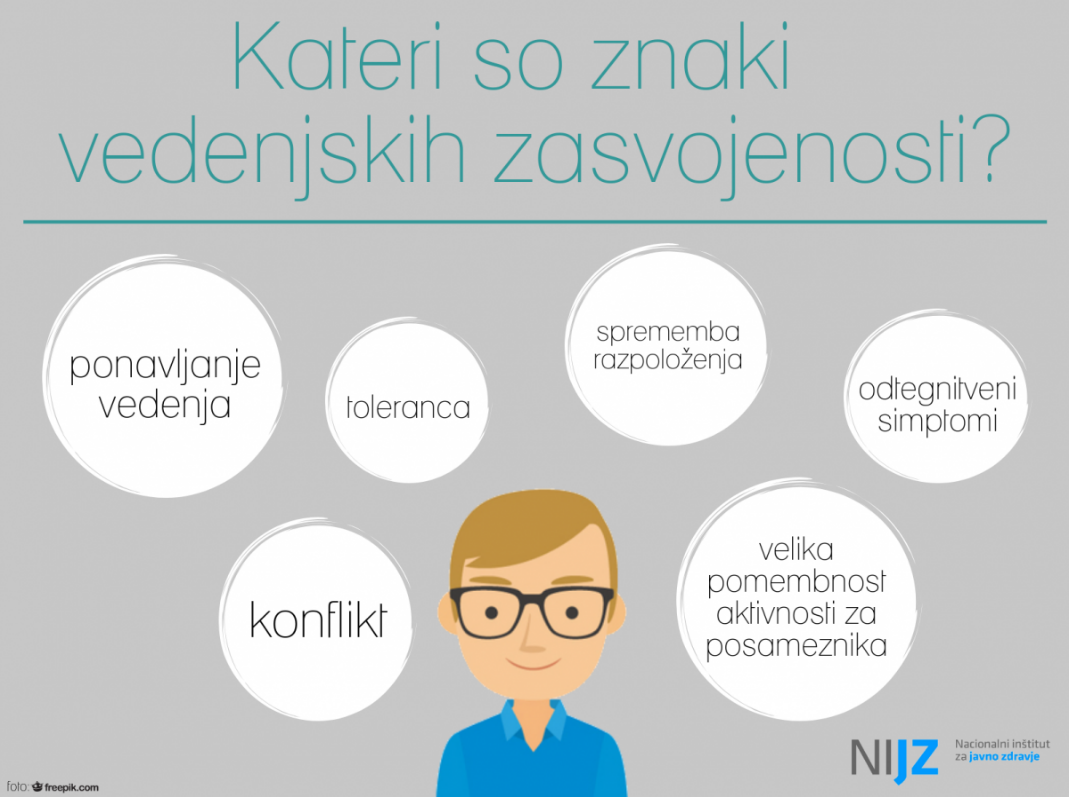 Kateri so znaki
vedenjskih zasvojenosti?
ponavljanje
vedenja
toleranca
sprememba
razpoloženja
odtegnitveni
simptomi
konflikt
velika
pomembnost
aktivnosti za
posameznika
NIJZ
Nacionalni inštitut
za javno zdravje
foto: freepik.com